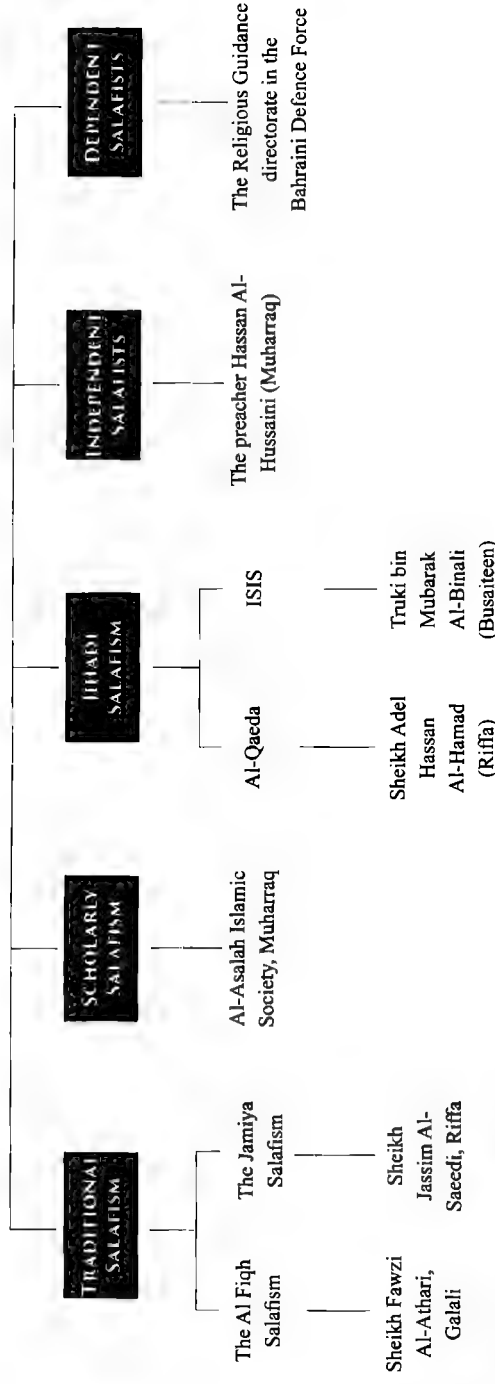 TRADITIONAL
SALAFISM
SCHOLARLY
SALAFISM
JIHADI
SALAFISM
INDEPENDENT
SALAFISTS
DEPENDENT
SALAFISTS
The Al Fiqh
Salafism
The Jamiya
Salafism
Al-Asalah Islamic
Society, Muharraq
Al-Qaeda
ISIS
The preacher Hassan Al-
Hussaini (Muharraq)
The Religious Guidance
directorate in the
Bahraini Defence Force
Sheikh Fawzi
Al-Athari,
Galali
Sheikh
Jassim Al-
Saeedi, Riffa
Sheikh Adel
Hassan
Al-Hamad
(Riffa)
Truki bin
Mubarak
Al-Binali
(Busaiteen)